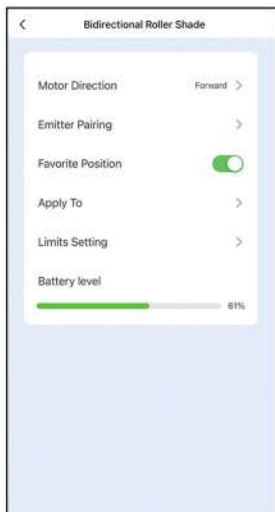 Bidirectional Roller Shade
Motor Direction Forward
Emitter Pairing
Favorite Position
Apply To
Limits Setting
Battery level
61%